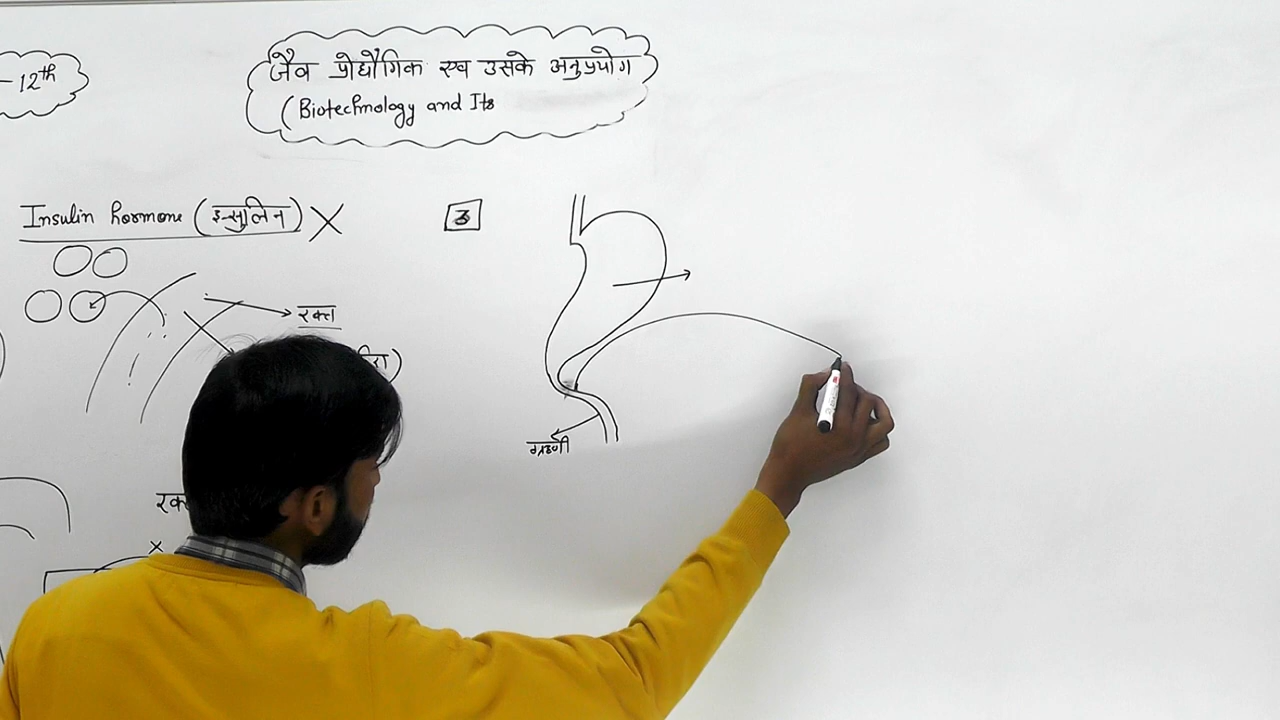 – 12th
जैव प्रोद्यौगिक एव उसके अनुप्रयोग
(Biotechnology and Its
Insulin hormone (इन्सुलिन) X
3
रक्त
ग्रहणी
X